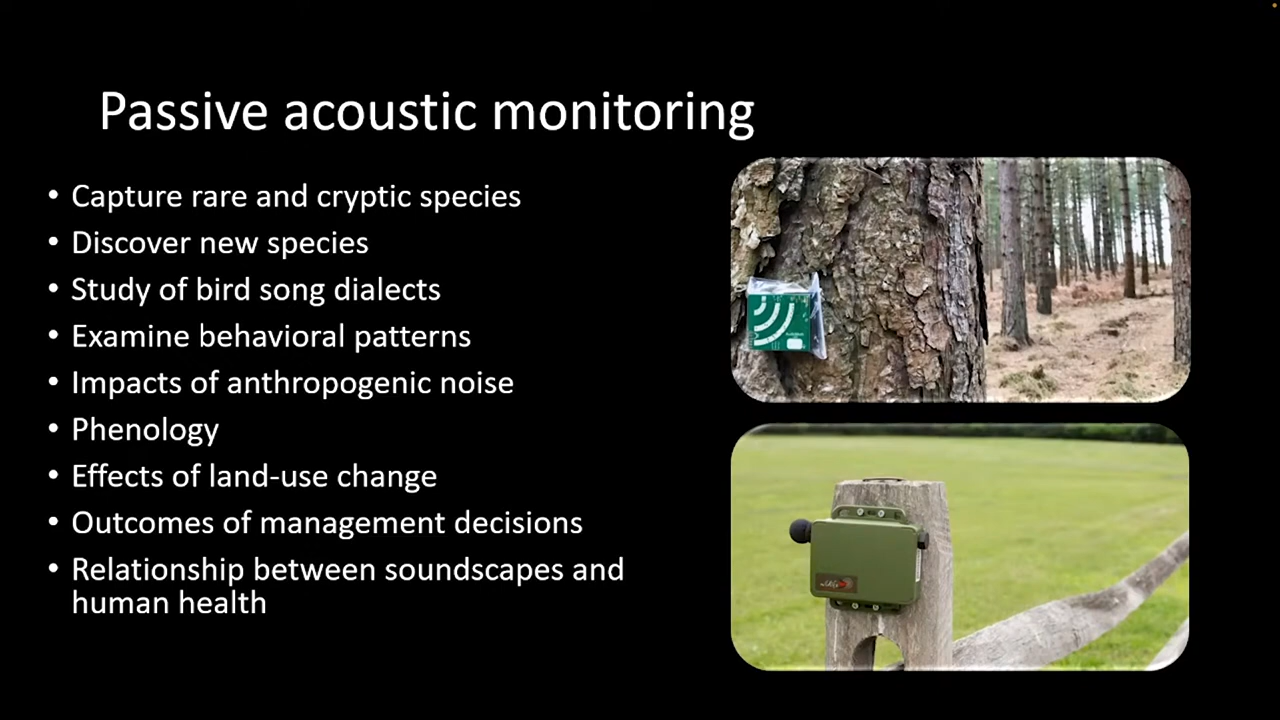 Passive acoustic monitoring
• Capture rare and cryptic species
• Discover new species
• Study of bird song dialects
• Examine behavioral patterns
• Impacts of anthropogenic noise
• Phenology
• Effects of land-use change
• Outcomes of management decisions
• Relationship between soundscapes and
human health